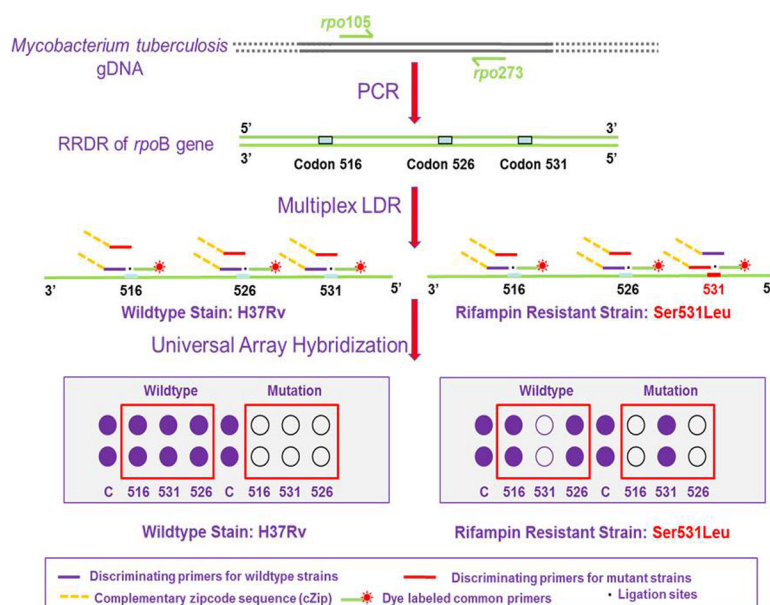 rpo105
Mycobacterium tuberculosis
gDNA
rpo273
PCR
5’ 3’
RRDR of rpoB gene
3’ 5’
Codon 516 Codon 526 Codon 531
Multiplex LDR
3’ 516 526 531 5’
3’ 516 526 531 5’
Wildtype Stain: H37Rv
Rifampin Resistant Strain: Ser531Leu
Universal Array Hybridization
Wildtype Mutation
C 516 531 526 C 516 531 526
Wildtype Mutation
C 516 531 526 C 516 531 526
Wildtype Stain: H37Rv
Rifampin Resistant Strain: Ser531Leu
Discriminating primers for wildtype strains
Discriminating primers for mutant strains
Complementary zipcode sequence (cZip)
Dye labeled common primers
Ligation sites